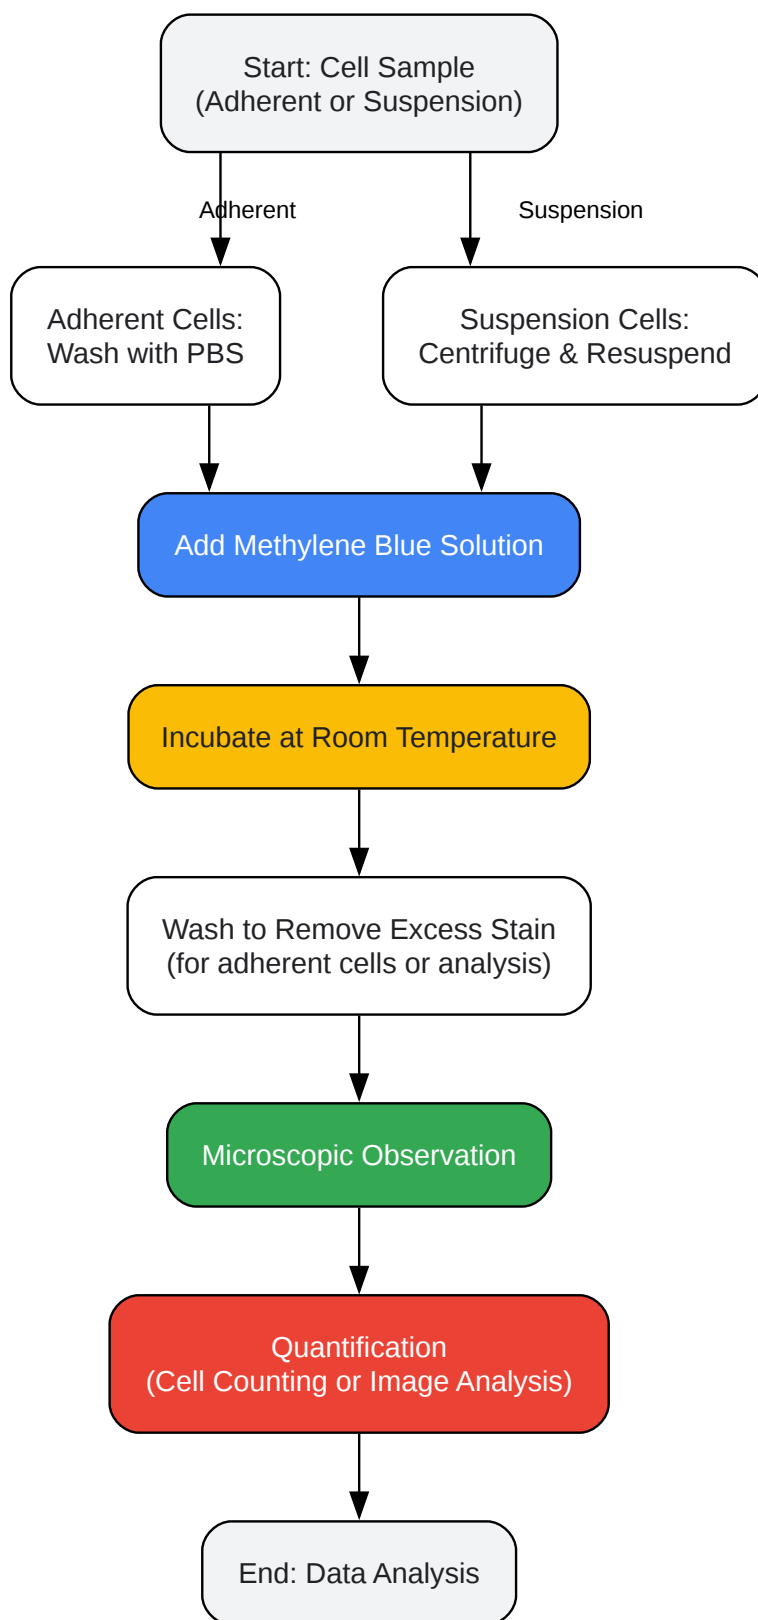 Start: Cell Sample
(Adherent or Suspension)
Adherent
Suspension
Adherent Cells:
Wash with PBS
Suspension Cells:
Centrifuge & Resuspend
Add Methylene Blue Solution
Incubate at Room Temperature
Wash to Remove Excess Stain
(for adherent cells or analysis)
Microscopic Observation
Quantification
(Cell Counting or Image Analysis)
End: Data Analysis